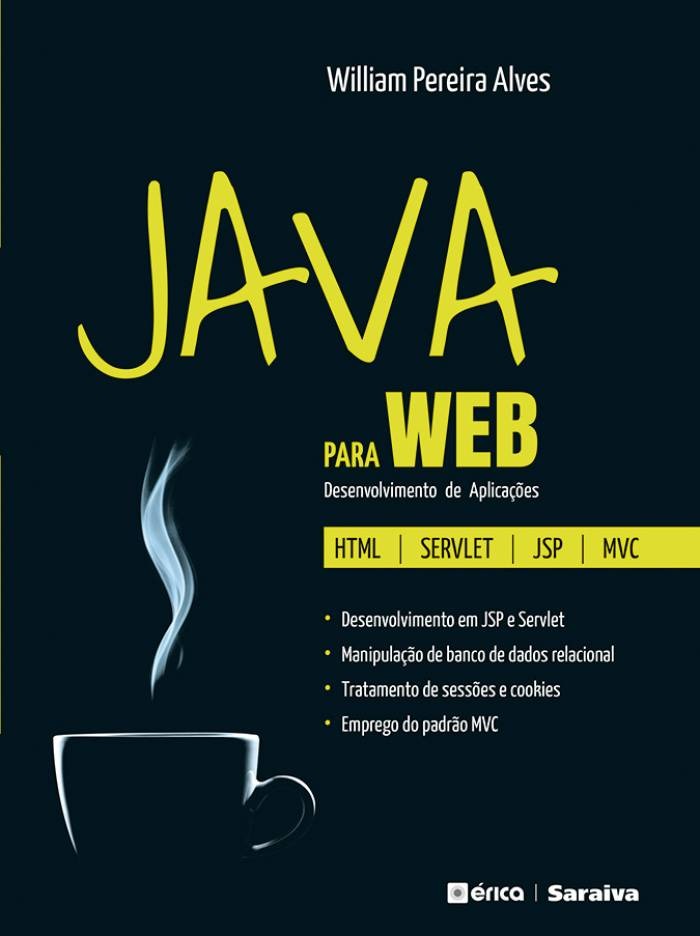 William Pereira Alves
JAVA
PARA WEB
Desenvolvimento de Aplicações
HTML | SERVLET | JSP | MVC
• Desenvolvimento em JSP e Servlet
• Manipulação de banco de dados relacional
• Tratamento de sessões e cookies
• Emprego do padrão MVC
érica | Saraiva